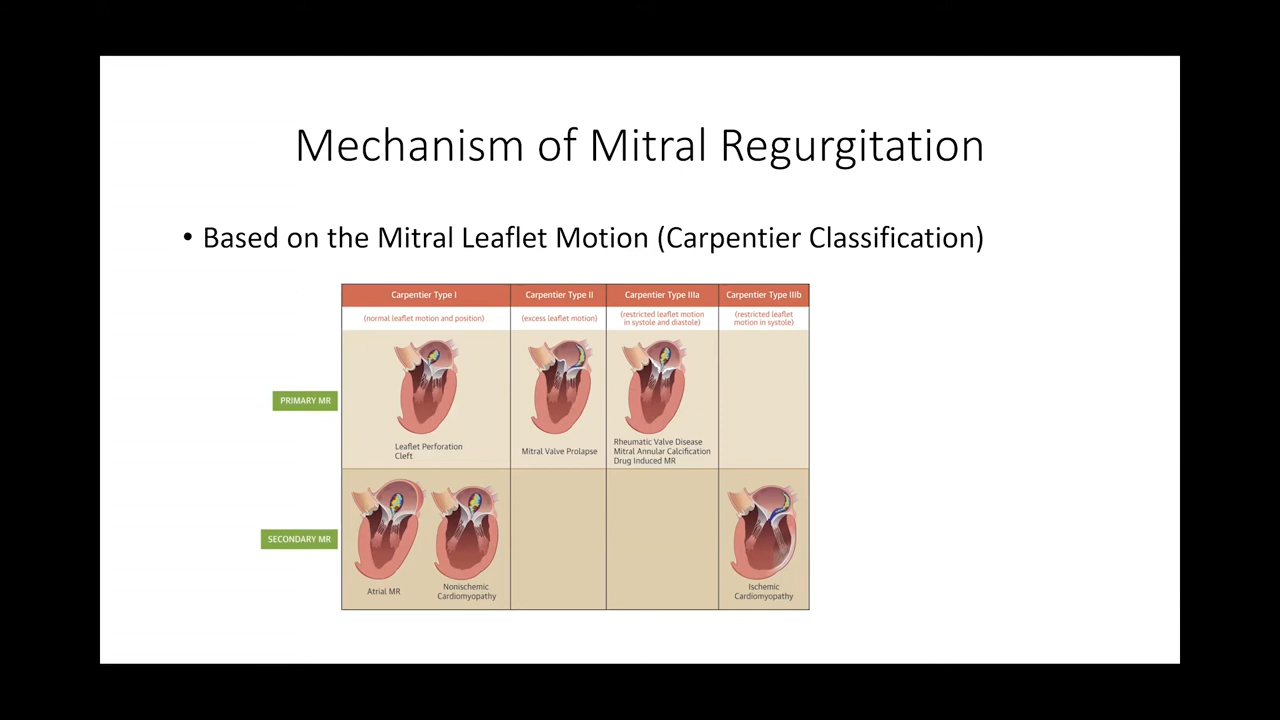 Mechanism of Mitral Regurgitation
• Based on the Mitral Leaflet Motion (Carpentier Classification)
Carpentier Type I
Carpentier Type II
Carpentier Type IIIa
Carpentier Type IIIb
(normal leaflet motion and position)
(excess leaflet motion)
(restricted leaflet motion
in systole and diastole)
(restricted leaflet
motion in systole)
PRIMARY MR
Leaflet Perforation
Cleft
Mitral Valve Prolapse
Rheumatic Valve Disease
Mitral Annular Calcification
Drug Induced MR
SECONDARY MR
Atrial MR
Nonischemic
Cardiomyopathy
Ischemic
Cardiomyopathy